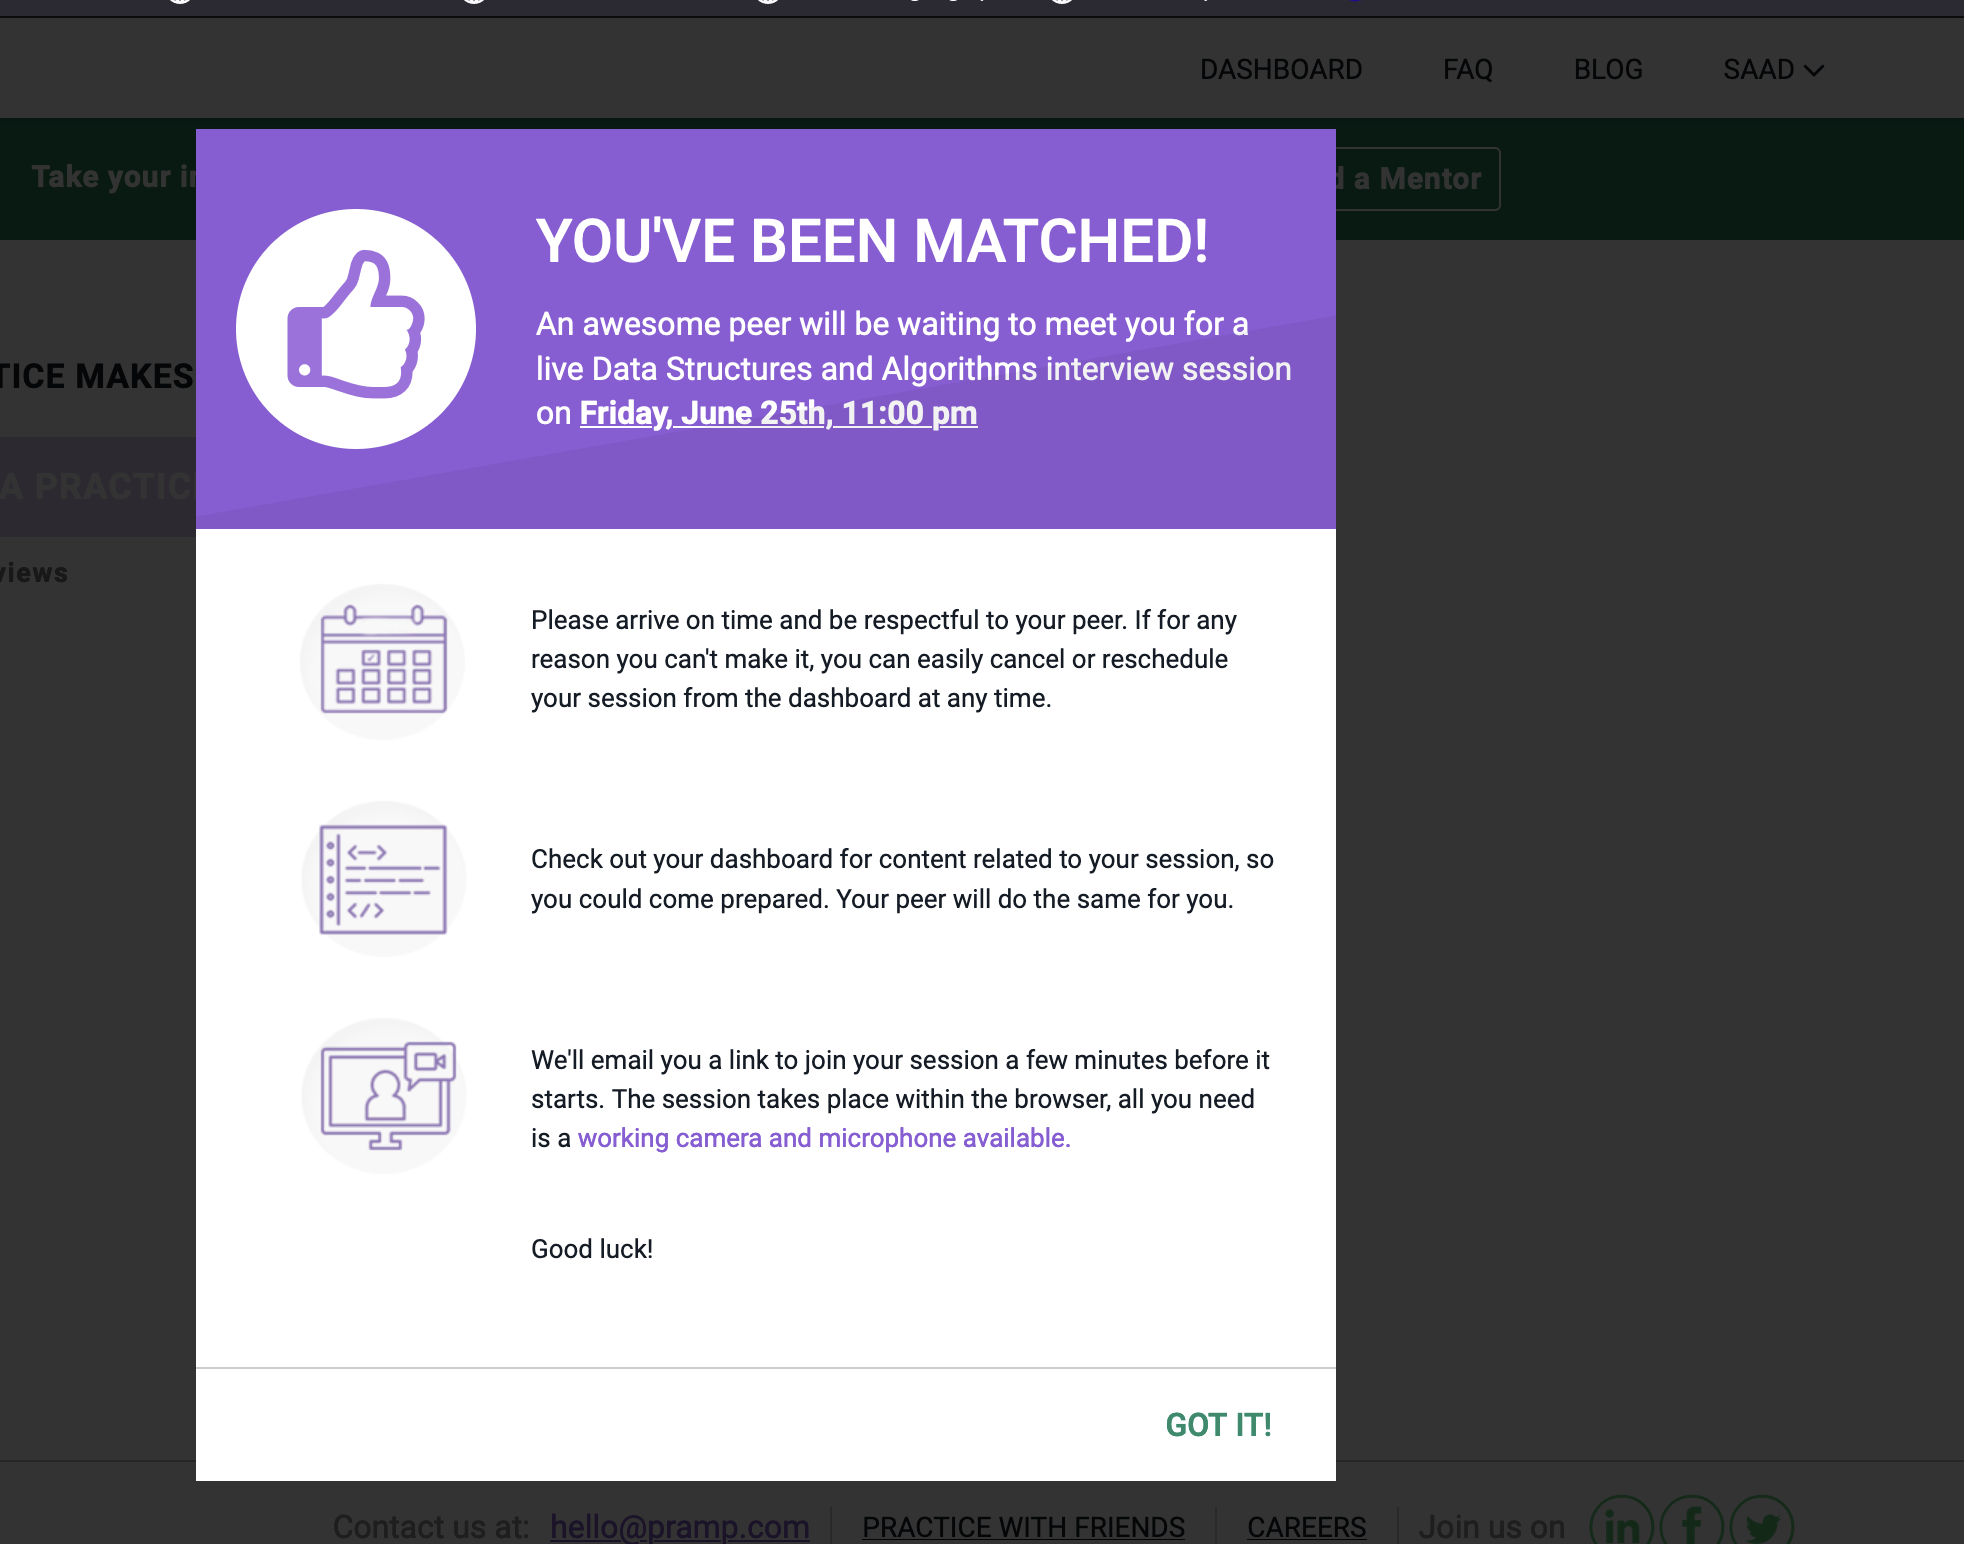 DASHBOARD FAQ BLOG SAAD
Take your
a Mentor
YOU'VE BEEN MATCHED!
An awesome peer will be waiting to meet you for a
live Data Structures and Algorithms interview session
on Friday, June 25th, 11:00 pm
MAKES
A
Please arrive on time and be respectful to your peer. If for any
reason you can't make it, you can easily cancel or reschedule
your session from the dashboard at any time.
Check out your dashboard for content related to your session, so
you could come prepared. Your peer will do the same for you.
We'll email you a link to join your session a few minutes before it
starts. The session takes place within the browser, all you need
is a working camera and microphone available.
Good luck!
GOT IT!
Contact us at: hello@pramp.com PRACTICE WITH FRIENDS CAREERS Join us on in f